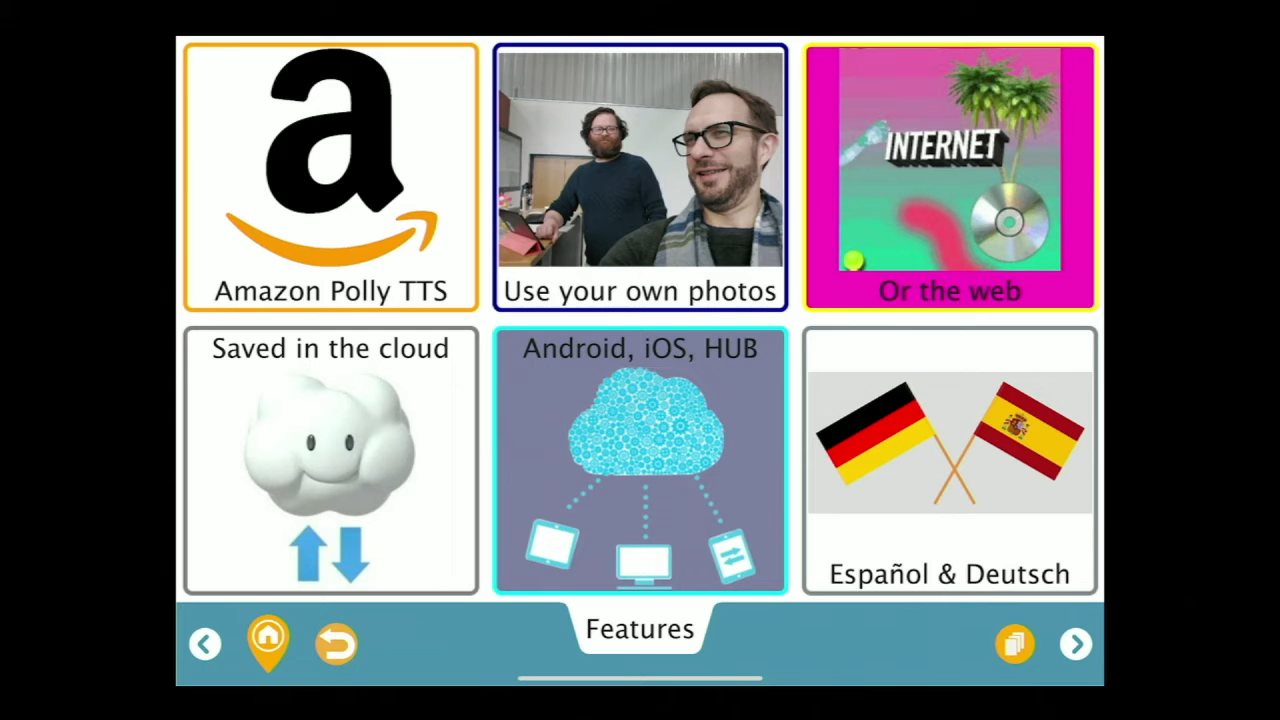 a
Amazon Polly TTS
Use your own photos
INTERNET
Or the web
Saved in the cloud
Android, iOS, HUB
Español & Deutsch
Features